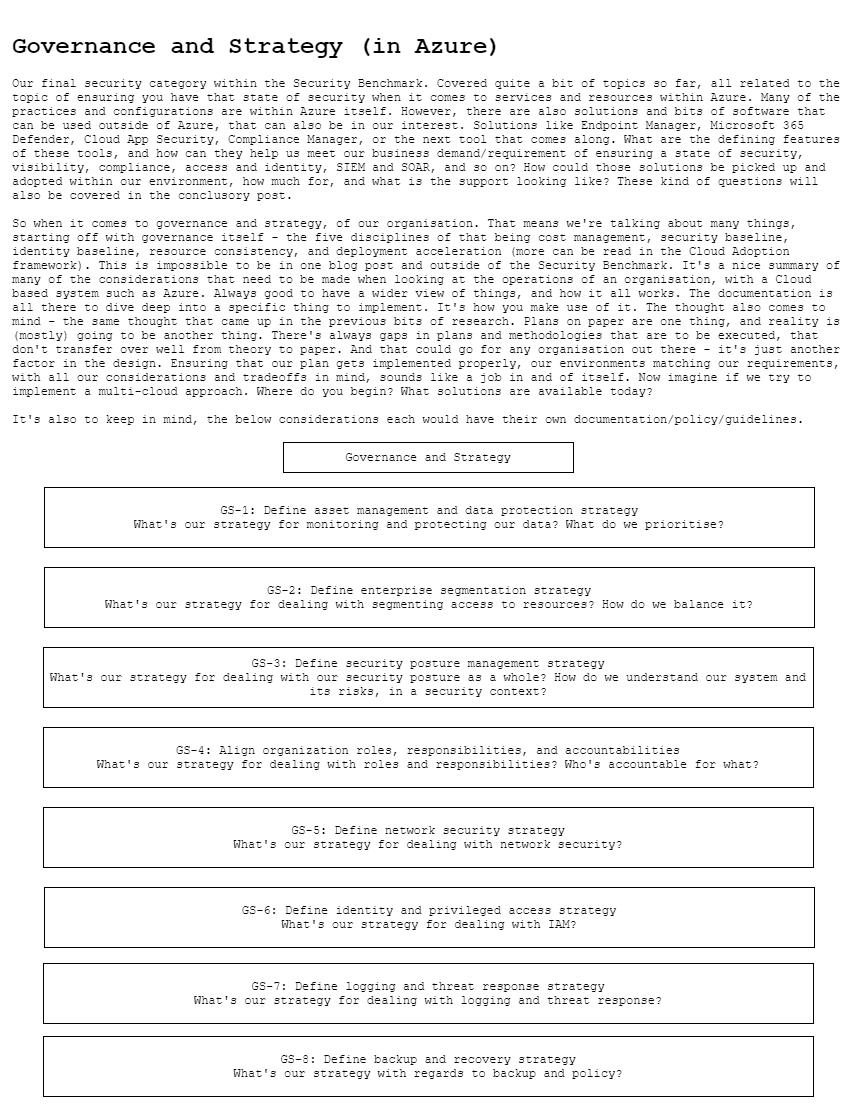 Governance and Strategy (in Azure)
Our final security category within the Security Benchmark. Covered quite a bit of topics so far, all related to the
topic of ensuring you have that state of security when it comes to services and resources within Azure. Many of the
practices and configurations are within Azure itself. However, there are also solutions and bits of software that
can be used outside of Azure, that can also be in our interest. Solutions like Endpoint Manager, Microsoft 365
Defender, Cloud App Security, Compliance Manager, or the next tool that comes along. What are the defining features
of these tools, and how can they help us meet our business demand/requirement of ensuring a state of security,
visibility, compliance, access and identity, SIEM and SOAR, and so on? How could those solutions be picked up and
adopted within our environment, how much for, and what is the support looking like? These kind of questions will
also be covered in the conclusory post.
So when it comes to governance and strategy, of our organisation. That means we're talking about many things,
starting off with governance itself - the five disciplines of that being cost management, security baseline,
identity baseline, resource consistency, and deployment acceleration (more can be read in the Cloud Adoption
framework). This is impossible to be in one blog post and outside of the Security Benchmark. It's a nice summary of
many of the considerations that need to be made when looking at the operations of an organisation, with a Cloud
based system such as Azure. Always good to have a wider view of things, and how it all works. The documentation is
all there to dive deep into a specific thing to implement. It's how you make use of it. The thought also comes to
mind - the same thought that came up in the previous bits of research. Plans on paper are one thing, and reality is
(mostly) going to be another thing. There's always gaps in plans and methodologies that are to be executed, that
don't transfer over well from theory to paper. And that could go for any organisation out there - it's just another
factor in the design. Ensuring that our plan gets implemented properly, our environments matching our requirements,
with all our considerations and tradeoffs in mind, sounds like a job in and of itself. Now imagine if we try to
implement a multi-cloud approach. Where do you begin? What solutions are available today?
It's also to keep in mind, the below considerations each would have their own documentation/policy/guidelines.
Governance and Strategy
GS-1: Define asset management and data protection strategy
What's our strategy for monitoring and protecting our data? What do we prioritise?
GS-2: Define enterprise segmentation strategy
What's our strategy for dealing with segmenting access to resources? How do we balance it?
GS-3: Define security posture management strategy
What's our strategy for dealing with our security posture as a whole? How do we understand our system and
its risks, in a security context?
GS-4: Align organization roles, responsibilities, and accountabilities
What's our strategy for dealing with roles and responsibilities? Who's accountable for what?
GS-5: Define network security strategy
What's our strategy for dealing with network security?
GS-6: Define identity and privileged access strategy
What's our strategy for dealing with IAM?
GS-7: Define logging and threat response strategy
What's our strategy for dealing with logging and threat response?
GS-8: Define backup and recovery strategy
What's our strategy with regards to backup and policy?